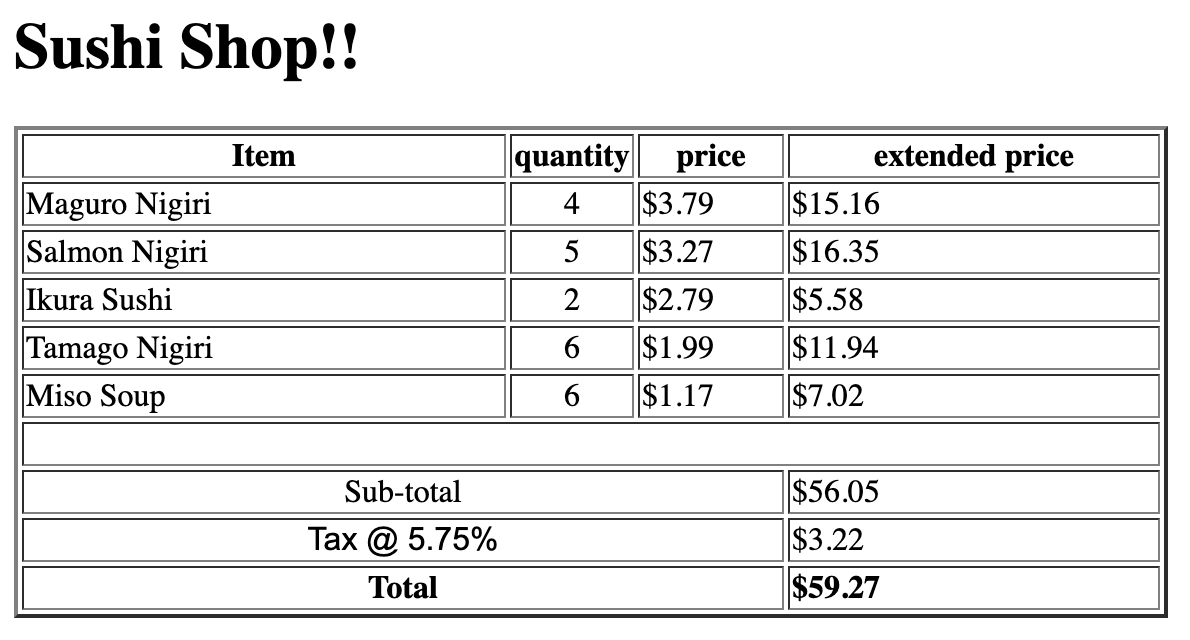 Sushi Shop!!
Item quantity price extended price
Maguro Nigiri 4 $3.79 $15.16
Salmon Nigiri 5 $3.27 $16.35
Ikura Sushi 2 $2.79 $5.58
Tamago Nigiri 6 $1.99 $11.94
Miso Soup 6 $1.17 $7.02
Sub-total $56.05
Tax @ 5.75% $3.22
Total $59.27